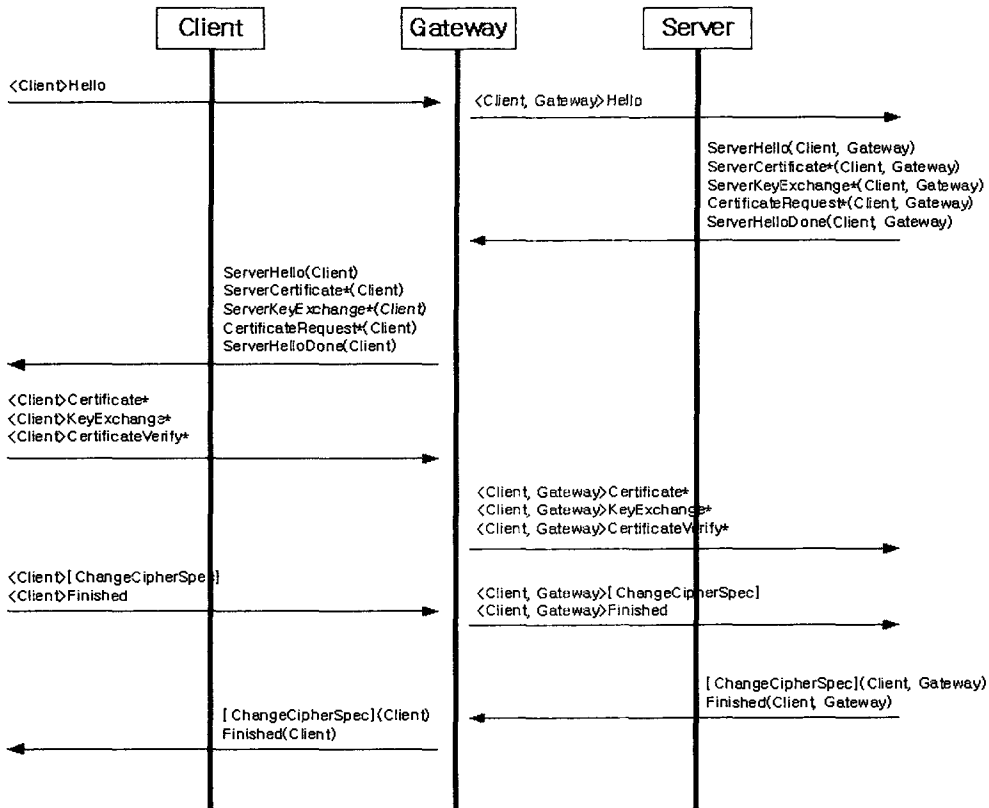 Client
Gateway
Server
<Client>Hello
<Client, Gateway>Hello
ServerHello(Client, Gateway)
ServerCertificate*(Client, Gateway)
ServerKeyExchange*(Client, Gateway)
CertificateRequest*(Client, Gateway)
ServerHelloDone(Client, Gateway)
ServerHello(Client)
ServerCertificate*(Client)
ServerKeyExchange*(Client)
CertificateRequest*(Client)
ServerHelloDone(Client)
<Client>Certificate*
<Client>KeyExchange*
<Client>CertificateVerify*
<Client, Gateway>Certificate*
<Client, Gateway>KeyExchange*
<Client, Gateway>CertificateVerify*
<Client>[ChangeCipherSpec]
<Client>Finished
<Client, Gateway>[ChangeCipherSpec]
<Client, Gateway>Finished
[ChangeCipherSpec](Client, Gateway)
Finished(Client, Gateway)
[ChangeCipherSpec](Client)
Finished(Client)